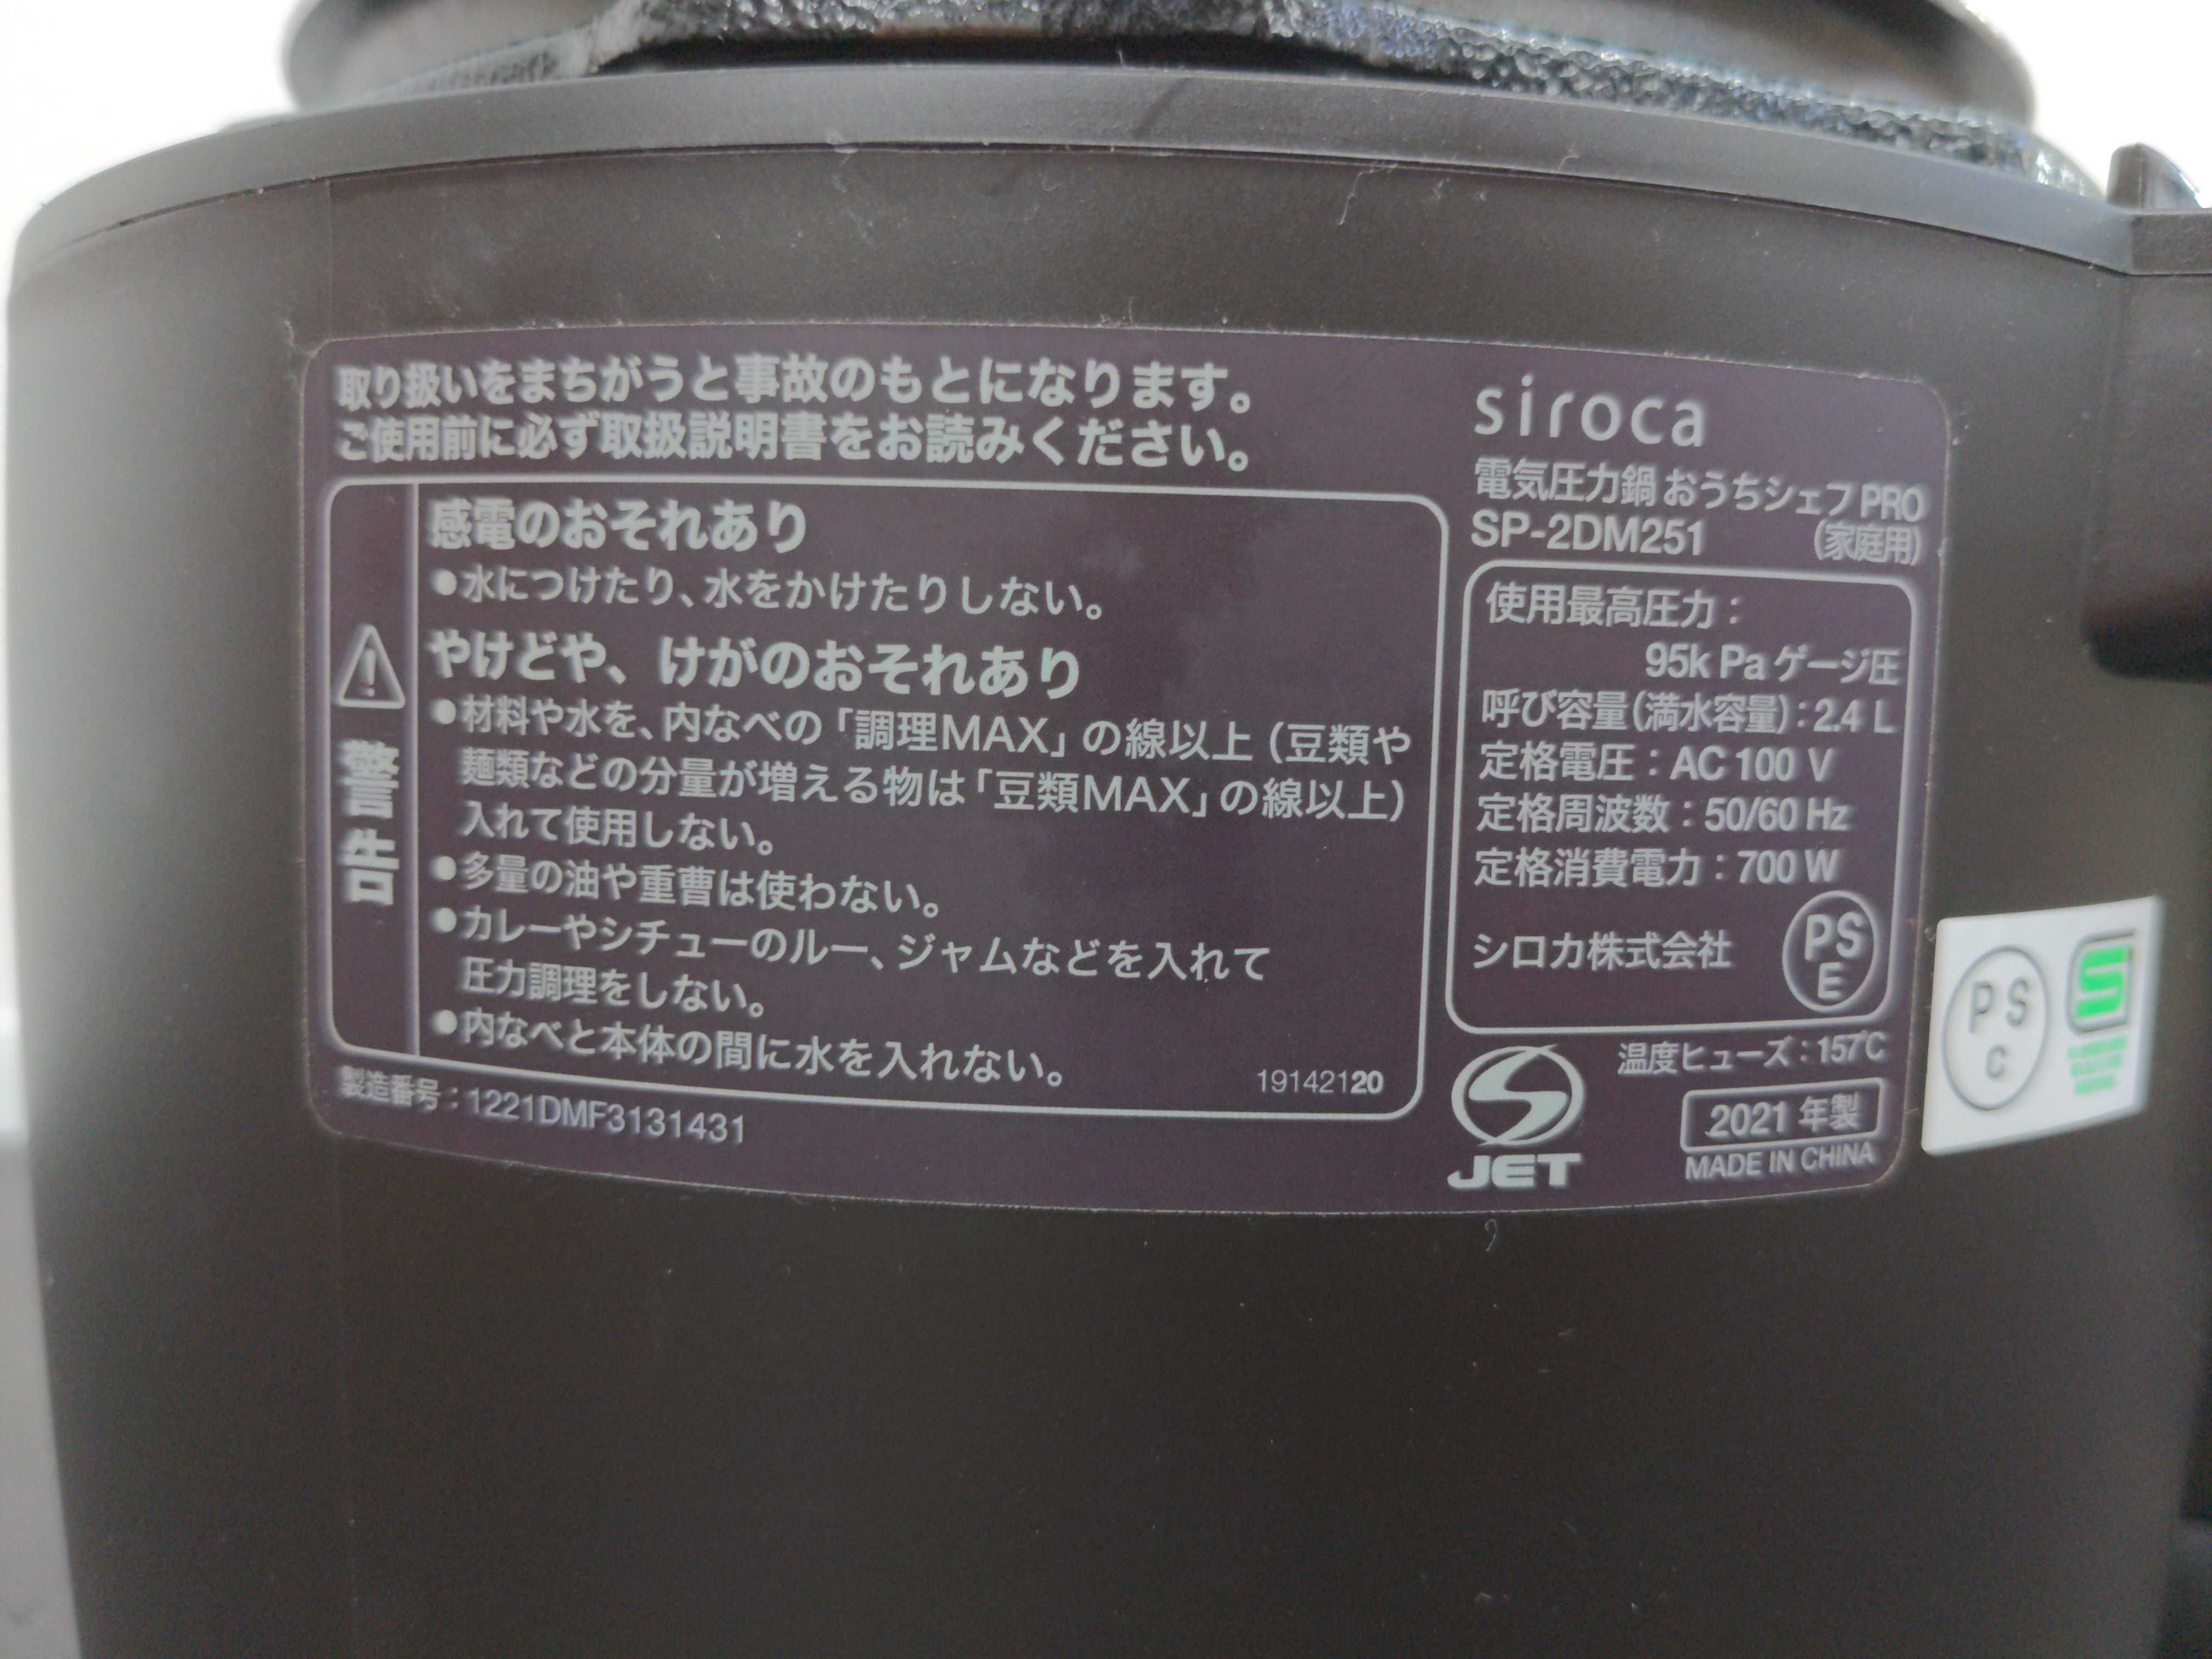 取り扱いをまちがうと事故のもとになります。
ご使用前に必ず取扱説明書をお読みください。
警告
感電のおそれあり
●水につけたり、水をかけたりしない。
やけどや、けがのおそれあり
●材料や水を、内なべの「調理MAX」の線以上(豆類や
麺類などの分量が増える物は「豆類MAX」の線以上)
入れて使用しない。
●多量の油や重曹は使わない。
●カレーやシチューのルー、ジャムなどを入れて
圧力調理をしない。
●内なべと本体の間に水を入れない。
19142120
製造番号:1221DMF3131431
siroca
電気圧力鍋 おうちシェフPRO
SP-2DM251 (家庭用)
使用最高圧力:
95k Pa ゲージ圧
呼び容量(満水容量):2.4 L
定格電圧:AC 100 V
定格周波数:50/60 Hz
定格消費電力:700 W
シロカ株式会社
PS
E
温度ヒューズ:157℃
JET
2021 年製
MADE IN CHINA
PS
C